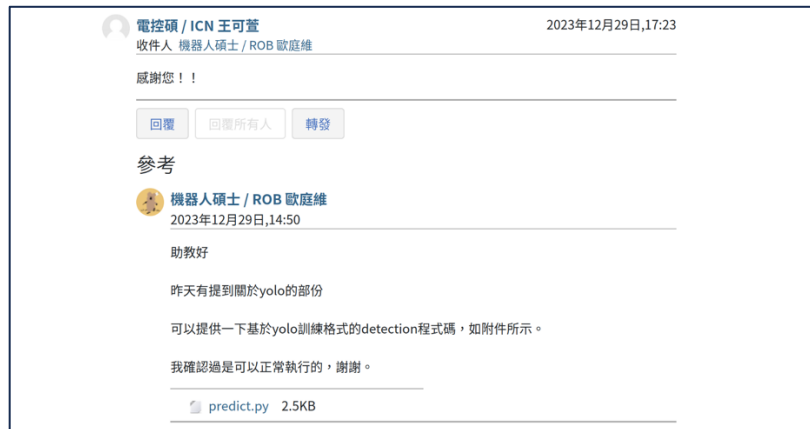 電控碩 / ICN 王可萱
2023年12月29日,17:23
收件人 機器人碩士 / ROB 歐庭維
感謝您！！
回覆
回覆所有人
轉發
參考
機器人碩士 / ROB 歐庭維
2023年12月29日,14:50
助教好
昨天有提到關於yolo的部份
可以提供一下基於yolo訓練格式的detection程式碼，如附件所示。
我確認過是可以正常執行的，謝謝。
predict.py 2.5KB